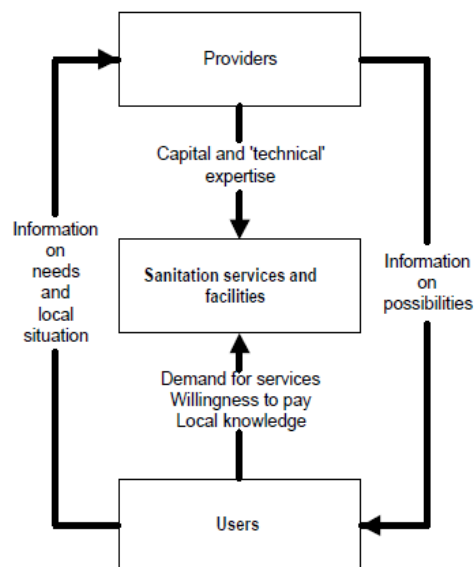 Providers
Capital and 'technical'
expertise
Information
on
needs
and
local
situation
Sanitation services and
facilities
Information
on
possibilities
Demand for services
Willingness to pay
Local knowledge
Users